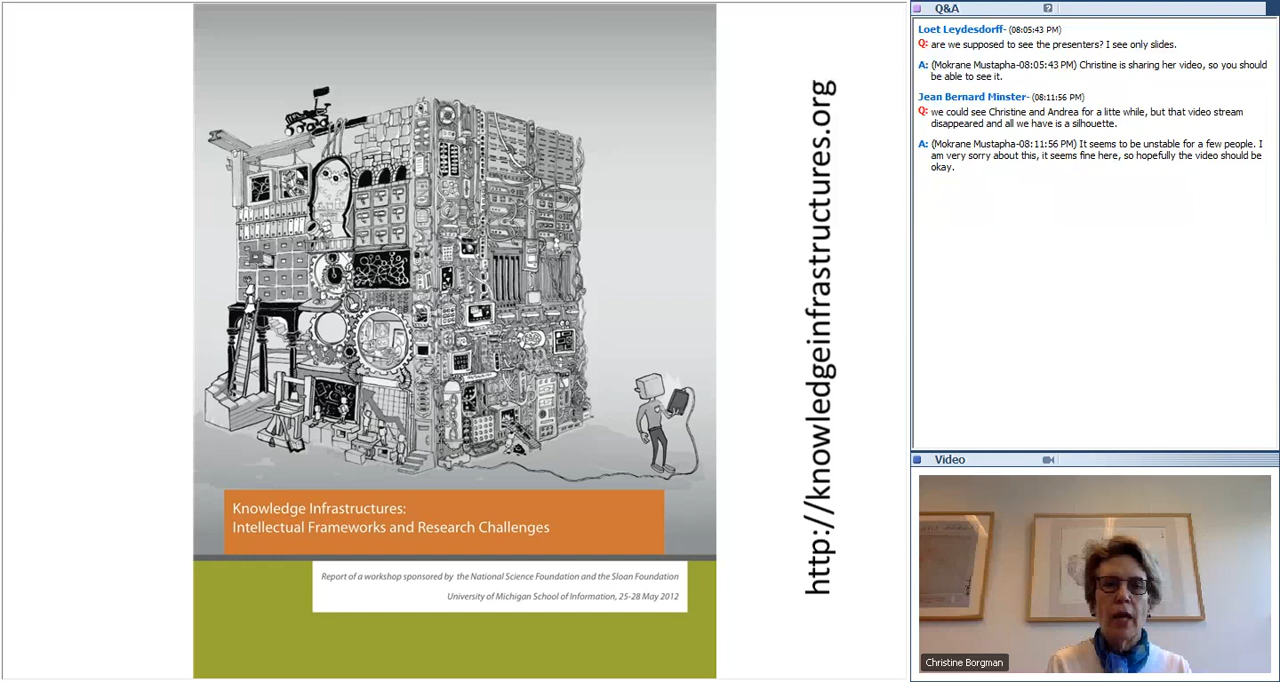 Knowledge Infrastructures:
Intellectual Frameworks and Research Challenges
Report of a workshop sponsored by the National Science Foundation and the Sloan Foundation
University of Michigan School of Information, 25-28 May 2012
http://knowledgeinfrastructures.org
Q&A
?
Loet Leydesdorff- (08:05:43 PM)
Q: are we supposed to see the presenters? I see only slides.
A: (Mokrane Mustapha-08:05:43 PM) Christine is sharing her video, so you should
be able to see it.
Jean Bernard Minster- (08:11:56 PM)
Q: we could see Christine and Andrea for a litte while, but that video stream
disappeared and all we have is a silhouette.
A: (Mokrane Mustapha-08:11:56 PM) It seems to be unstable for a few people. I
am very sorry about this, it seems fine here, so hopefully the video should be
okay.
Video
Christine Borgman